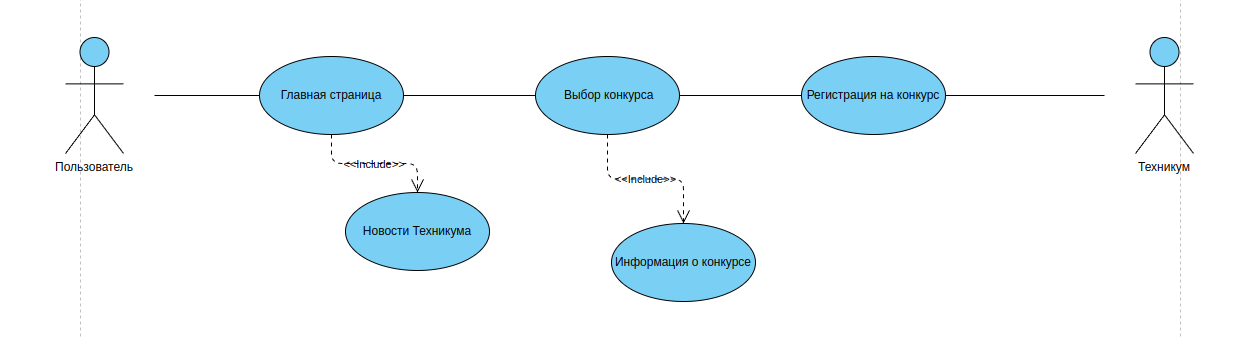 Главная страница
Выбор конкурса
Регистрация на конкурс
Пользователь
<<Include>>
Техникум
<<Include>>
Новости Техникума
Информация о конкурсе